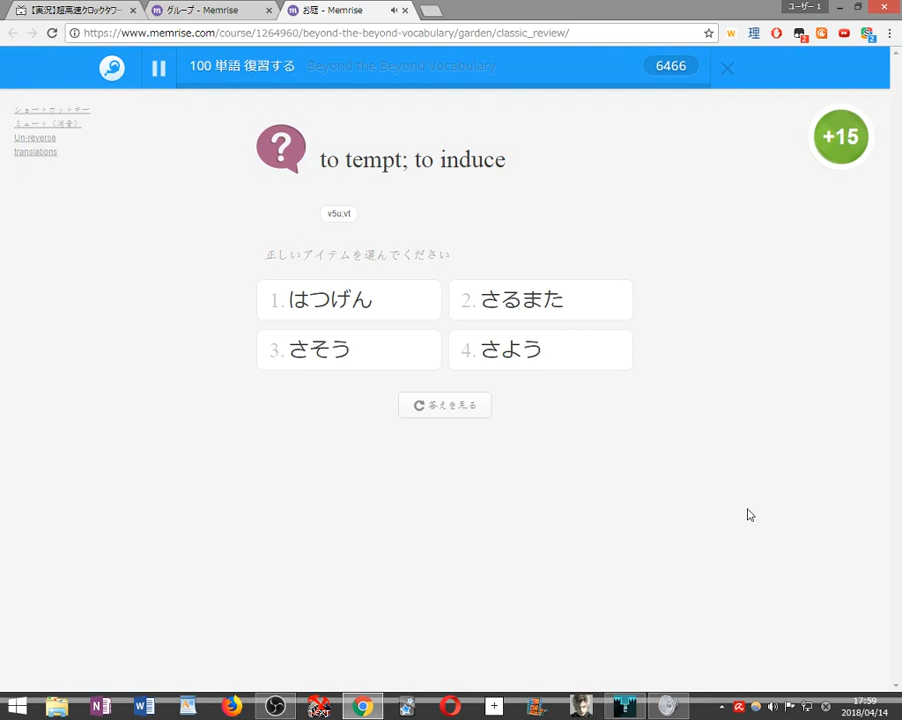 【実況】超高速クロックタワー
グループ - Memrise
お庭 - Memrise
ユーザー 1
https://www.memrise.com/course/1264960/beyond-the-beyond-vocabulary/garden/classic_review/
100 単語 復習する
Beyond the Beyond Vocabulary
6466
ショートカットキー
ミュート（消音）
Un-reverse
translations
to tempt; to induce
+15
v5u;vt
正しいアイテムを選んでください
1. はつげん
2. さるまた
3. さそう
4. さよう
答えを見る
17:59
2018/04/14